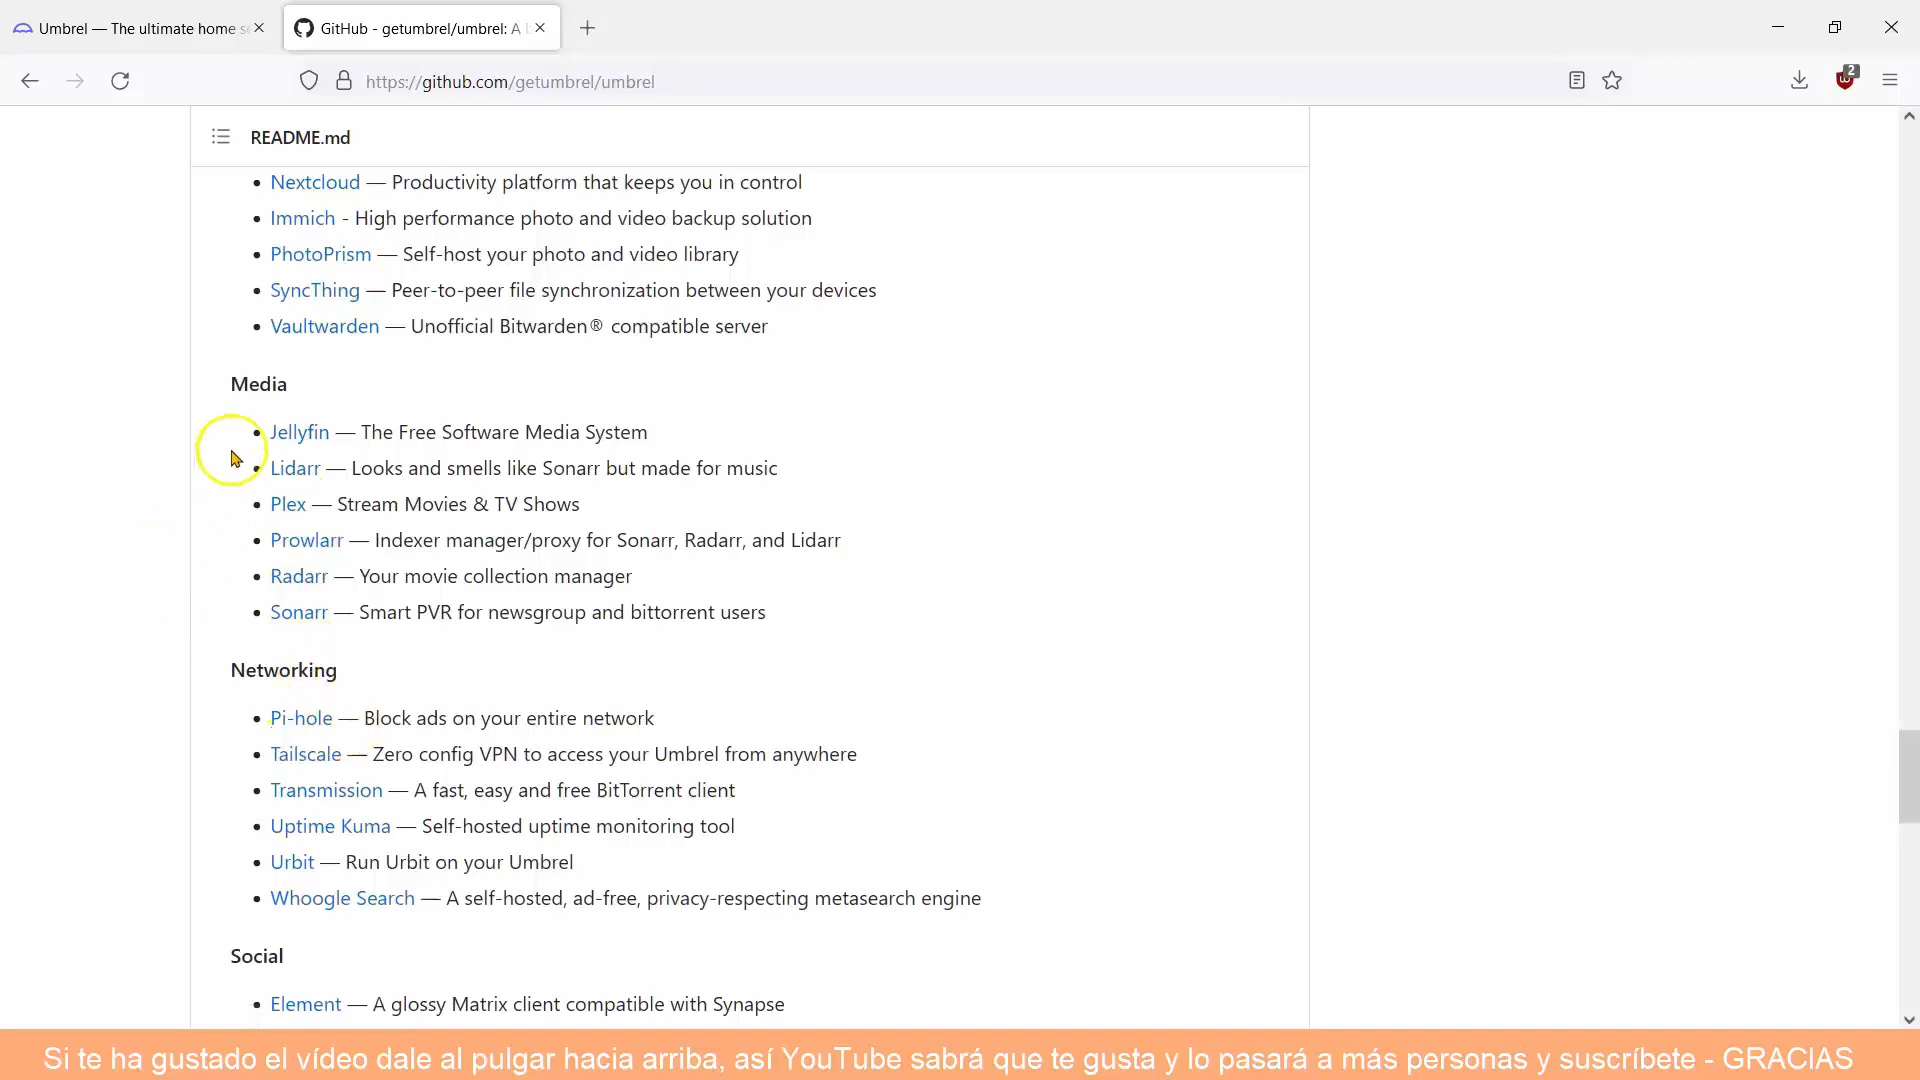 Umbrel — The ultimate home se
GitHub - getumbrel/umbrel: A b
https://github.com/getumbrel/umbrel
2
README.md
Nextcloud — Productivity platform that keeps you in control
Immich - High performance photo and video backup solution
PhotoPrism — Self-host your photo and video library
SyncThing — Peer-to-peer file synchronization between your devices
Vaultwarden — Unofficial Bitwarden® compatible server
Media
Jellyfin — The Free Software Media System
Lidarr — Looks and smells like Sonarr but made for music
Plex — Stream Movies & TV Shows
Prowlarr — Indexer manager/proxy for Sonarr, Radarr, and Lidarr
Radarr — Your movie collection manager
Sonarr — Smart PVR for newsgroup and bittorrent users
Networking
Pi-hole — Block ads on your entire network
Tailscale — Zero config VPN to access your Umbrel from anywhere
Transmission — A fast, easy and free BitTorrent client
Uptime Kuma — Self-hosted uptime monitoring tool
Urbit — Run Urbit on your Umbrel
Whoogle Search — A self-hosted, ad-free, privacy-respecting metasearch engine
Social
Element — A glossy Matrix client compatible with Synapse
Si te ha gustado el vídeo dale al pulgar hacia arriba, así YouTube sabrá que te gusta y lo pasará a más personas y suscríbete - GRACIAS